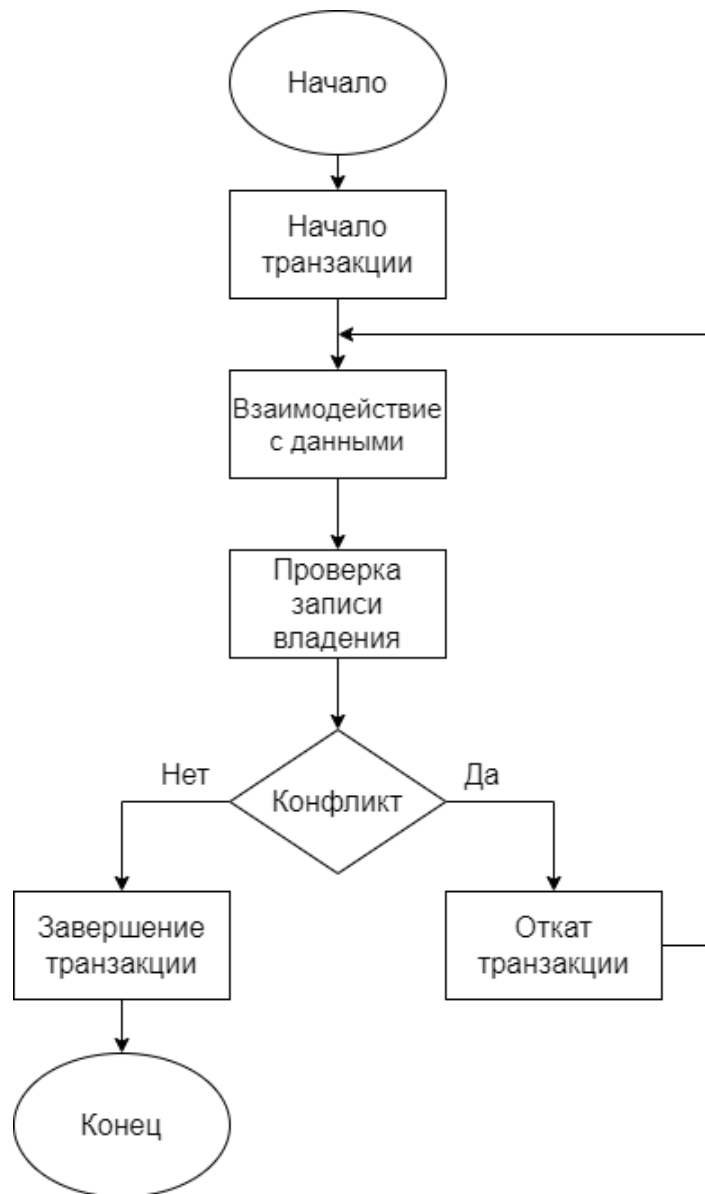 Начало
Начало
транзакции
Взаимодействие
с данными
Проверка
записи
владения
Нет
Да
Конфликт
Завершение
транзакции
Откат
транзакции
Конец